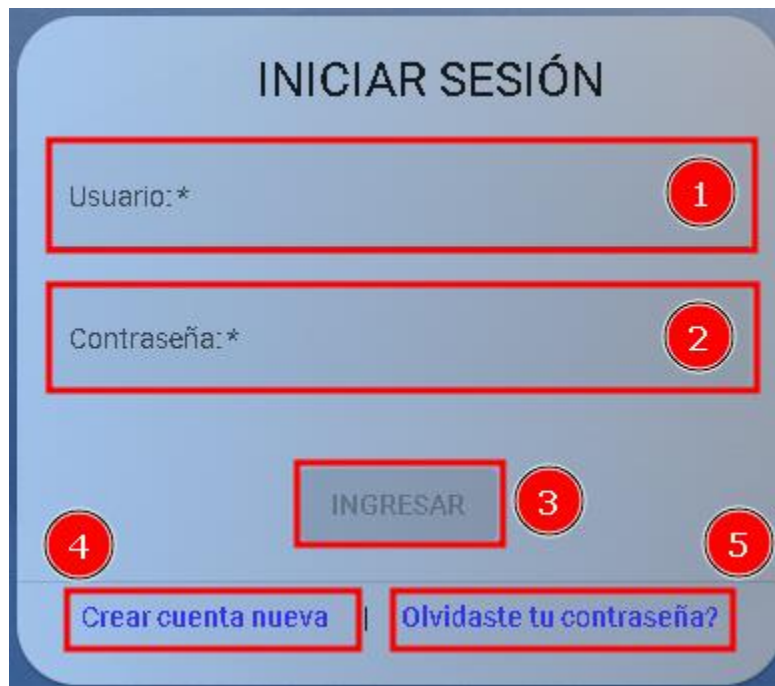 INICIAR SESIÓN
Usuario:*
1
Contraseña:*
2
INGRESAR
3
4
5
Crear cuenta nueva | Olvidaste tu contraseña?